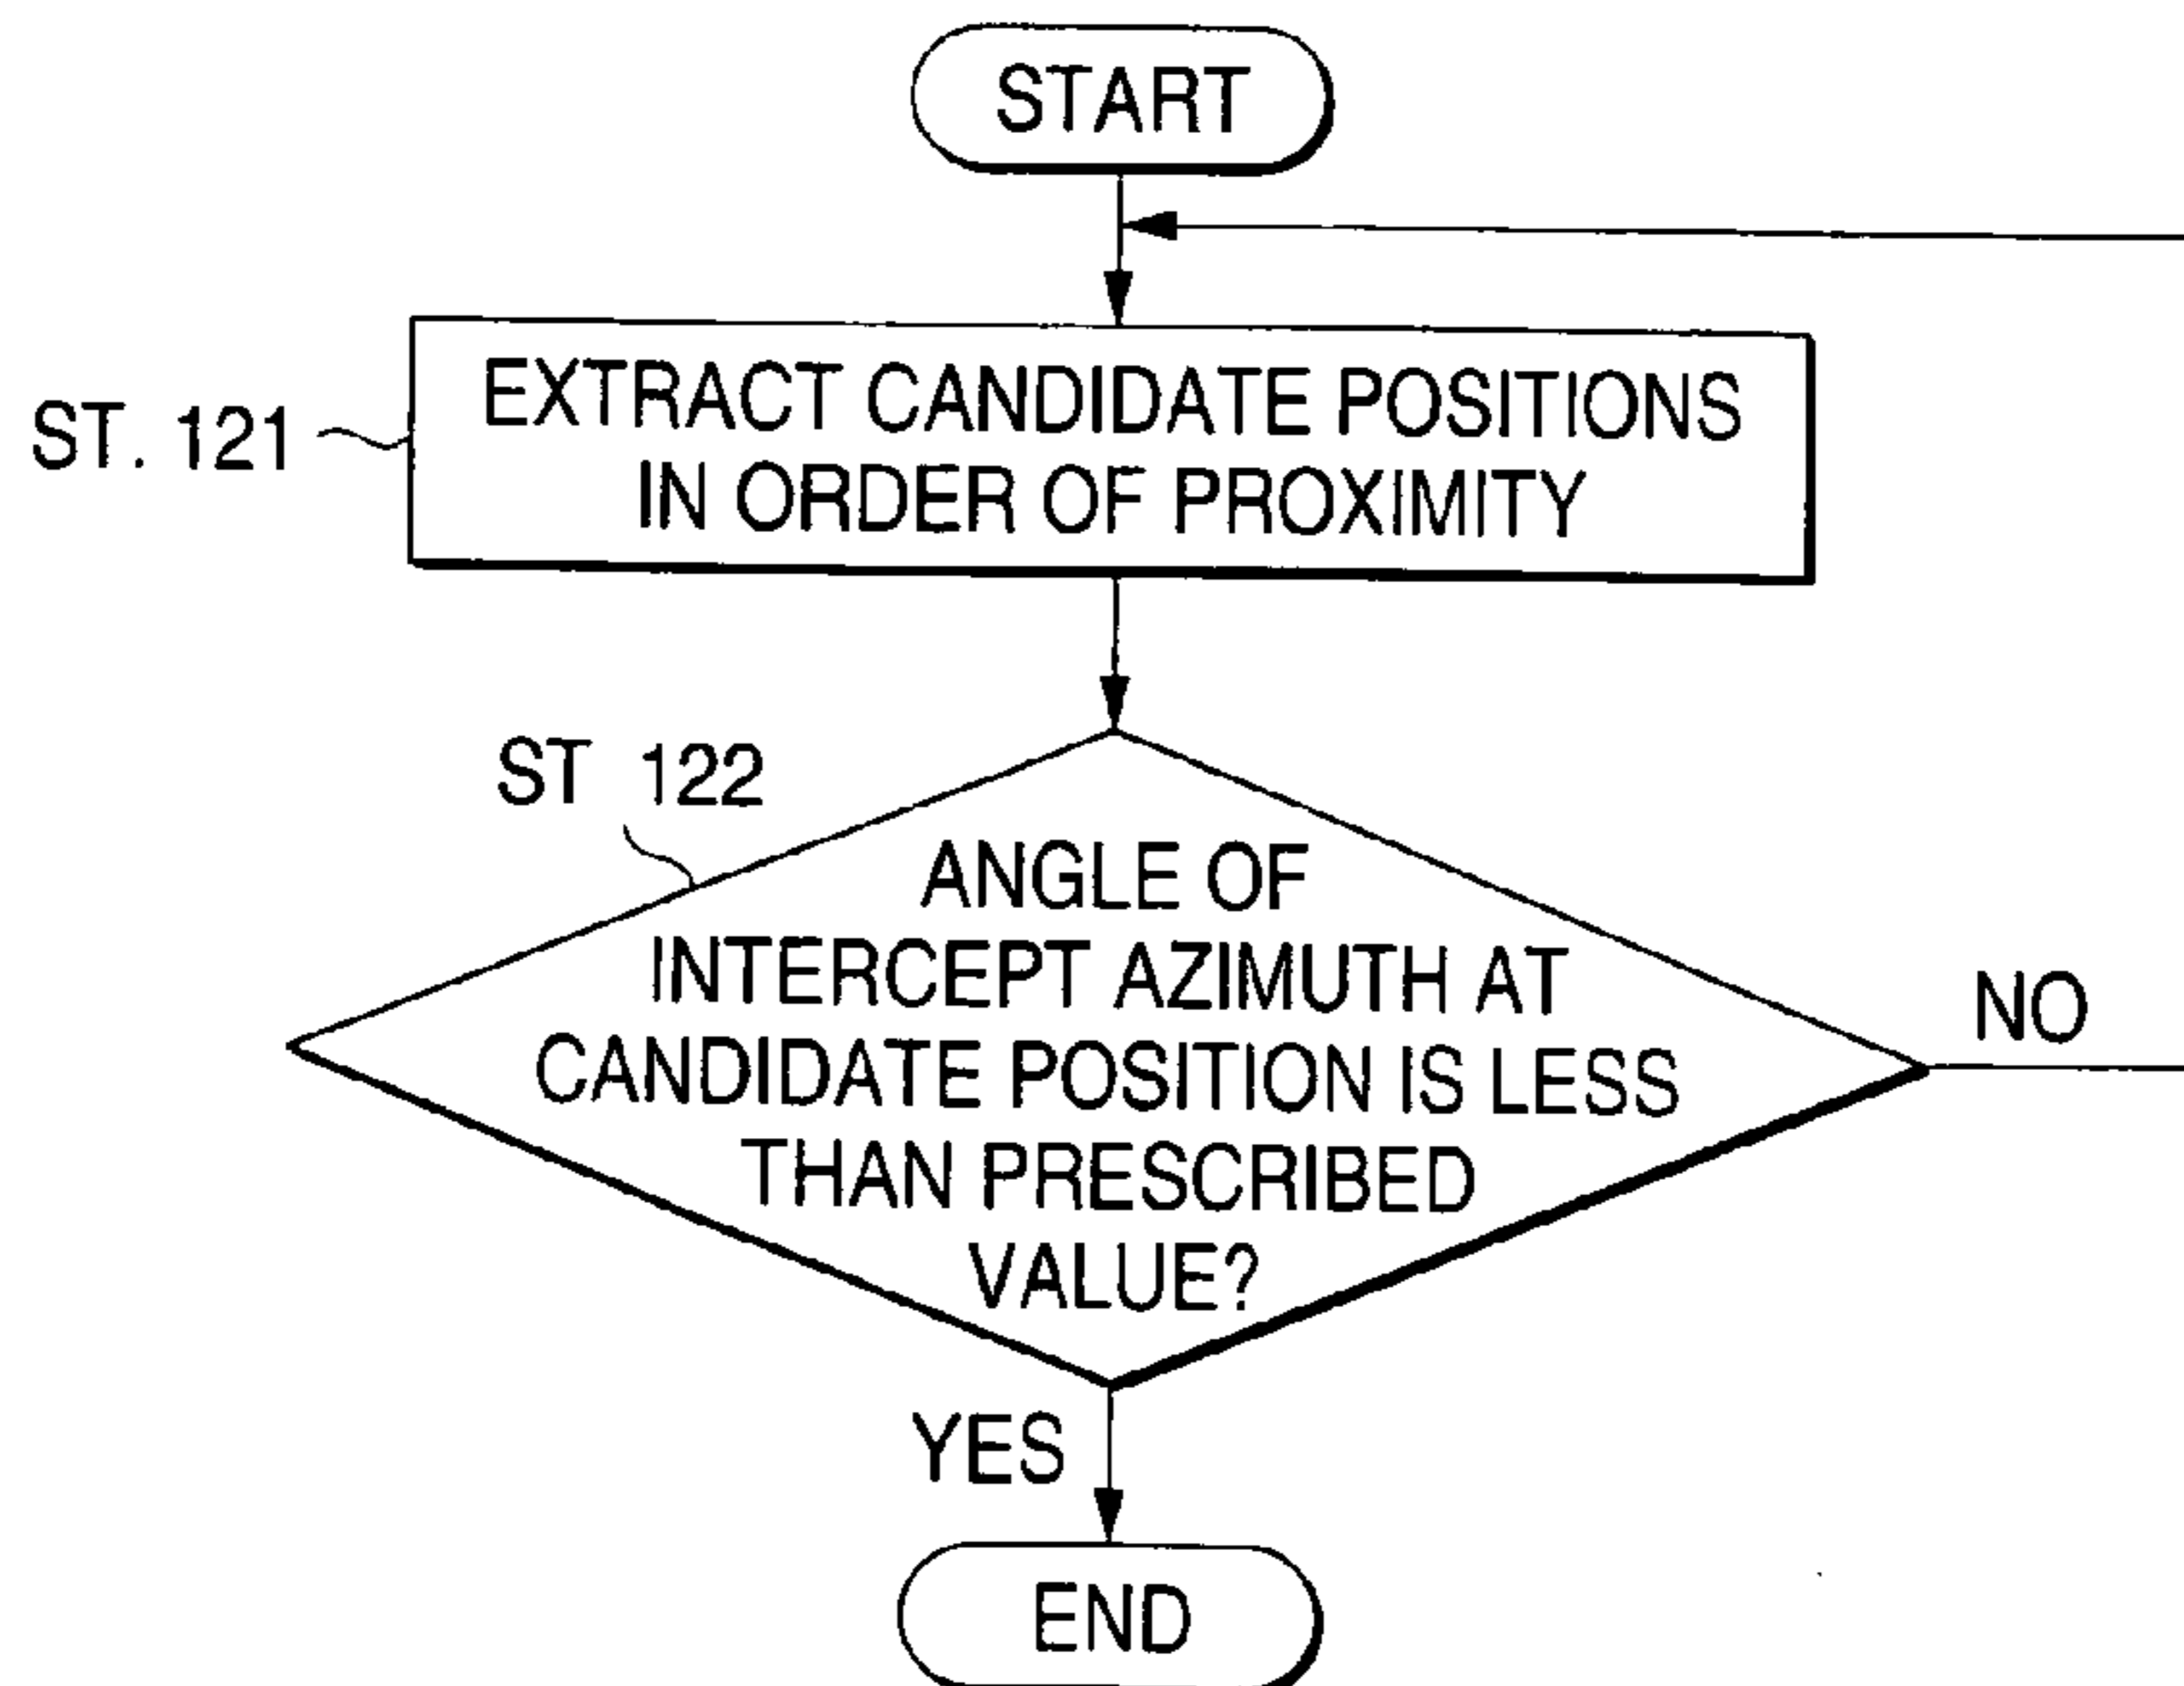 START
ST. 121
EXTRACT CANDIDATE POSITIONS
IN ORDER OF PROXIMITY
ST 122
ANGLE OF
INTERCEPT AZIMUTH AT
CANDIDATE POSITION IS LESS
THAN PRESCRIBED
VALUE?
NO
YES
END